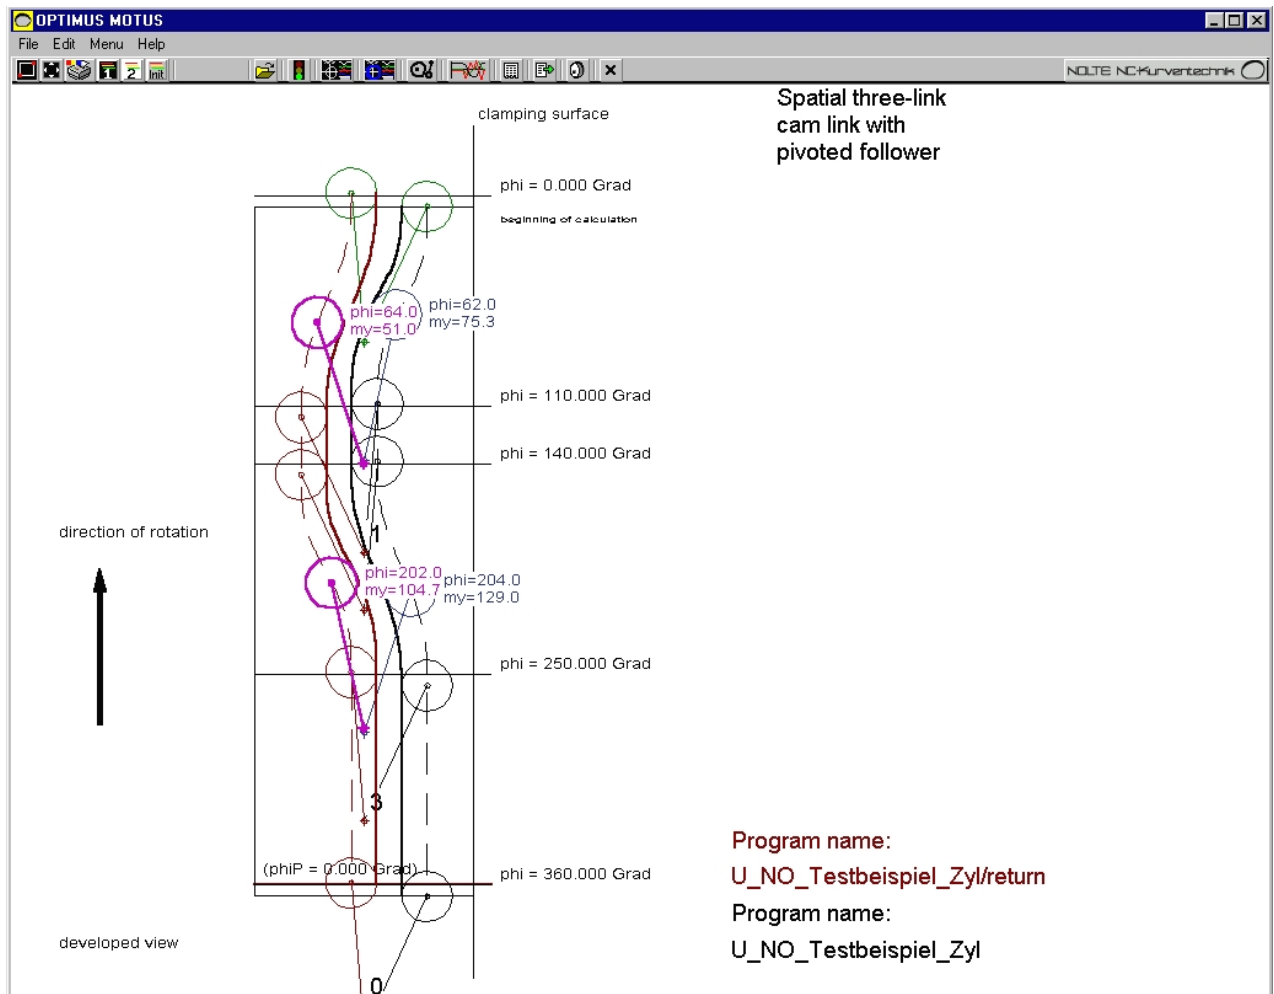 OPTIMUS MOTUS
File Edit Menu Help
1 2 Init
NOLTE NC-Kurventechnik
Spatial three-link
cam link with
pivoted follower
clamping surface
phi = 0.000 Grad
beginning of calculation
phi=64.0
my=51.0
phi=62.0
my=75.3
phi = 110.000 Grad
phi = 140.000 Grad
direction of rotation
1
phi=202.0
my=104.7
phi=204.0
my=129.0
phi = 250.000 Grad
3
(phiP = 0.000 Grad)
phi = 360.000 Grad
Program name:
U_NO_Testbeispiel_Zyl/return
Program name:
U_NO_Testbeispiel_Zyl
developed view
0